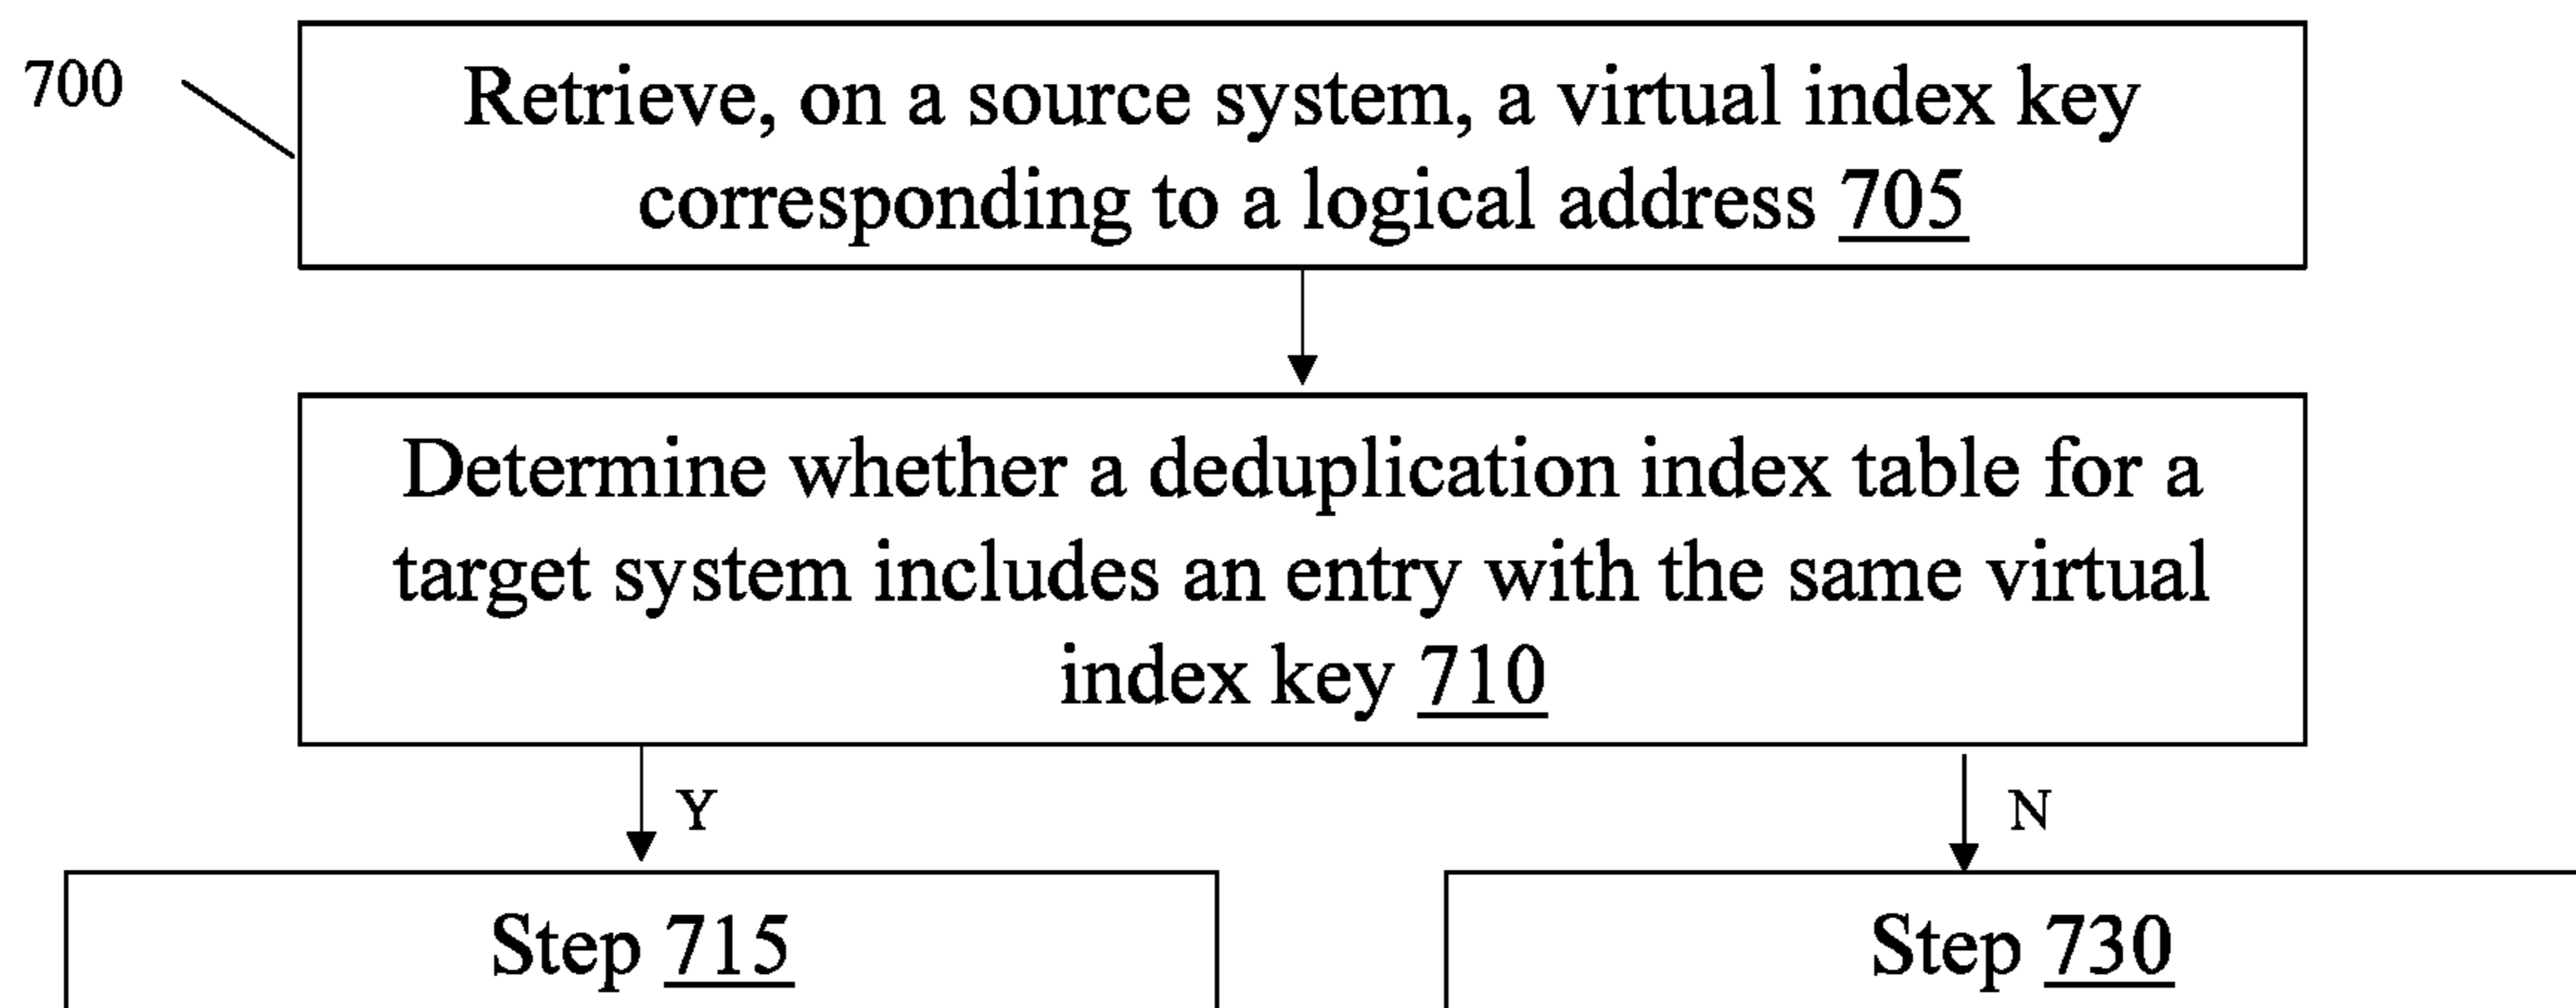 700
Retrieve, on a source system, a virtual index key
corresponding to a logical address 705
Determine whether a deduplication index table for a
target system includes an entry with the same virtual
index key 710
Y
N
Step 715
Step 730